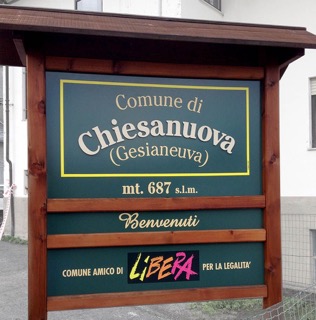 Comune di
Chiesanuova
(Gesianeuva)
mt. 687 s.l.m.
Benvenuti
COMUNE AMICO DI LiBERA PER LA LEGALITA'